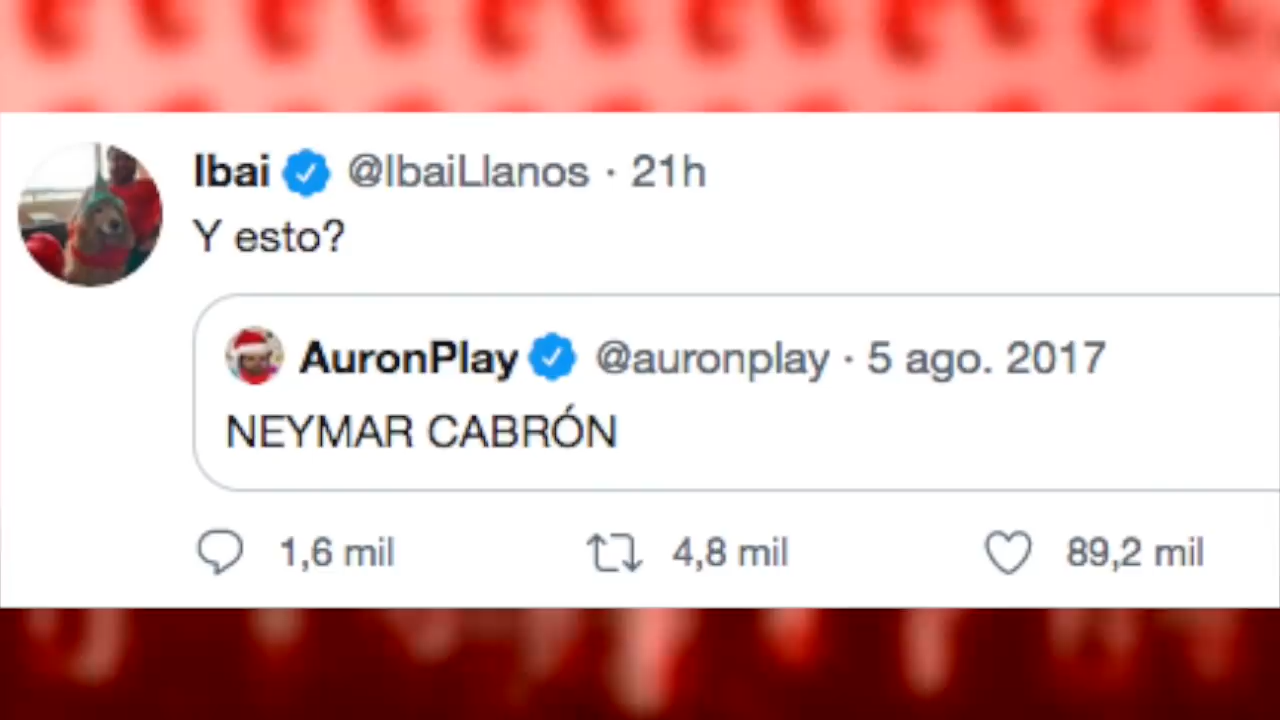 Ibai @IbaiLlanos · 21h
Y esto?
AuronPlay @auronplay · 5 ago. 2017
NEYMAR CABRÓN
1,6 mil 4,8 mil 89,2 mil